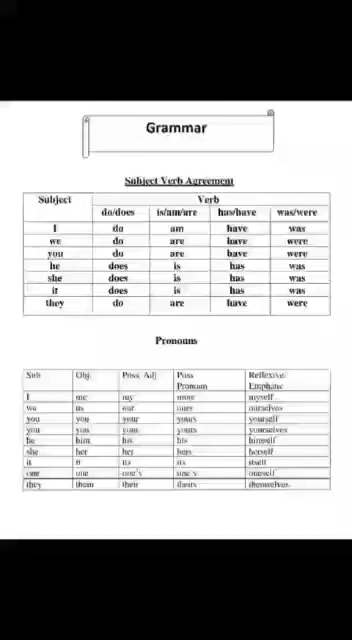 Grammar
Subject Verb Agreement
Subject Verb
do/does is/am/are has/have was/were
I do am have was
we do are have were
you do are have were
he does is has was
she does is has was
it does is has was
they do are have were
Pronouns
Sub Obj Poss. Adj Poss Pronoun Reflexive/ Emphatic
I me my mine myself
we us our ours ourselves
you you your yours yourself
you you your yours yourselves
he him his his himself
she her her hers herself
it it its its itself
one one one's one's oneself
they them their theirs themselves